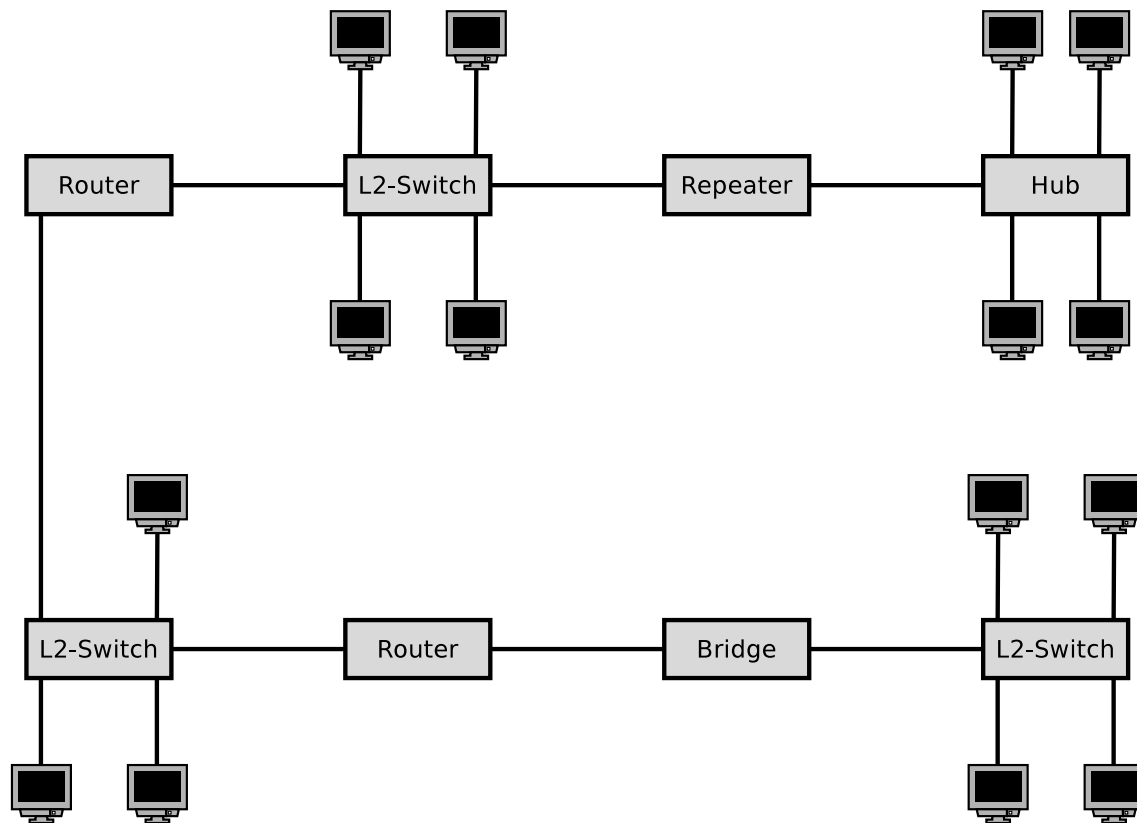 Router
L2-Switch
Repeater
Hub
L2-Switch
Router
Bridge
L2-Switch